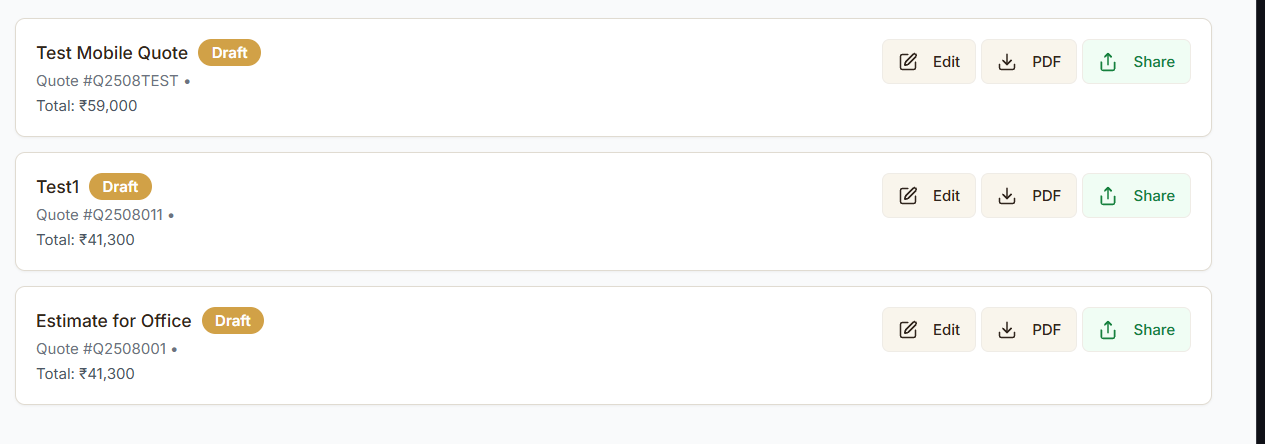 Test Mobile Quote Draft Edit PDF Share
Quote #Q2508TEST •
Total: ₹59,000
Test1 Draft Edit PDF Share
Quote #Q2508011 •
Total: ₹41,300
Estimate for Office Draft Edit PDF Share
Quote #Q2508001 •
Total: ₹41,300